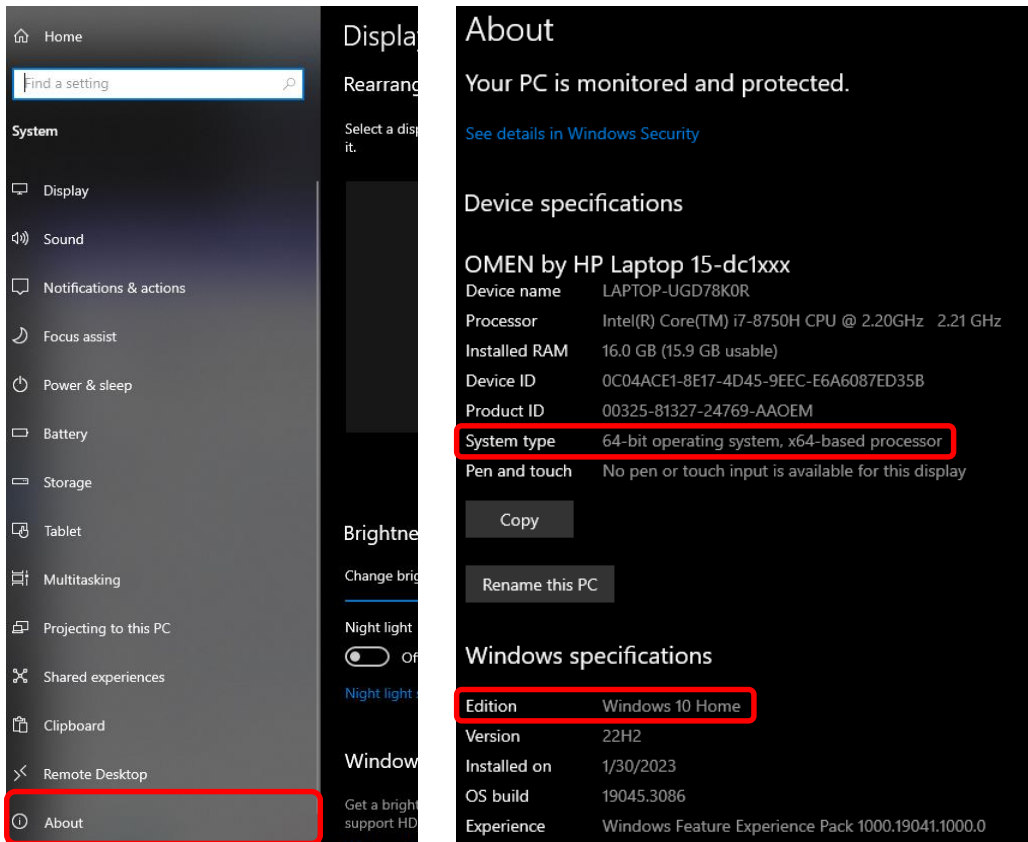 Home
Find a setting
System
Display
Sound
Notifications & actions
Focus assist
Power & sleep
Battery
Storage
Tablet
Multitasking
Projecting to this PC
Shared experiences
Clipboard
Remote Desktop
About
Display
Rearrang
Select a disp
it.
Brightne
Change brig
Night light
Of
Night light s
Window
Get a bright
support HD
About
Your PC is monitored and protected.
See details in Windows Security
Device specifications
OMEN by HP Laptop 15-dc1xxx
Device name LAPTOP-UGD78K0R
Processor Intel(R) Core(TM) i7-8750H CPU @ 2.20GHz 2.21 GHz
Installed RAM 16.0 GB (15.9 GB usable)
Device ID 0C04ACE1-8E17-4D45-9EEC-E6A6087ED35B
Product ID 00325-81327-24769-AAOEM
System type 64-bit operating system, x64-based processor
Pen and touch No pen or touch input is available for this display
Copy
Rename this PC
Windows specifications
Edition Windows 10 Home
Version 22H2
Installed on 1/30/2023
OS build 19045.3086
Experience Windows Feature Experience Pack 1000.19041.1000.0